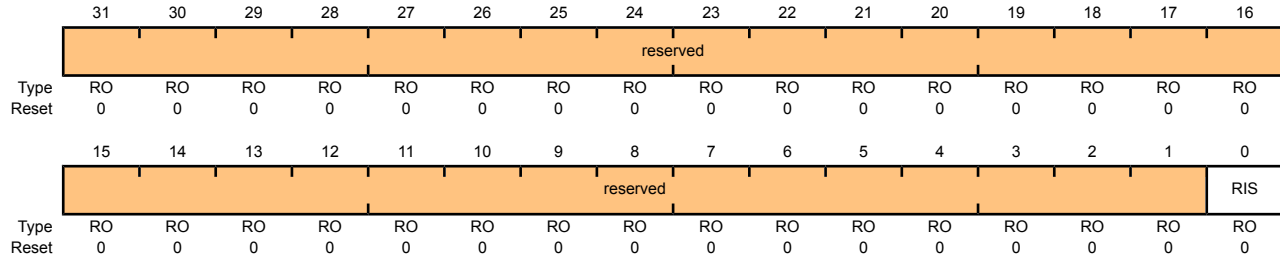 31 30 29 28 27 26 25 24 23 22 21 20 19 18 17 16
reserved
Type RO RO RO RO RO RO RO RO RO RO RO RO RO RO RO RO
Reset 0 0 0 0 0 0 0 0 0 0 0 0 0 0 0 0
15 14 13 12 11 10 9 8 7 6 5 4 3 2 1 0
reserved RIS
Type RO RO RO RO RO RO RO RO RO RO RO RO RO RO RO RO
Reset 0 0 0 0 0 0 0 0 0 0 0 0 0 0 0 0